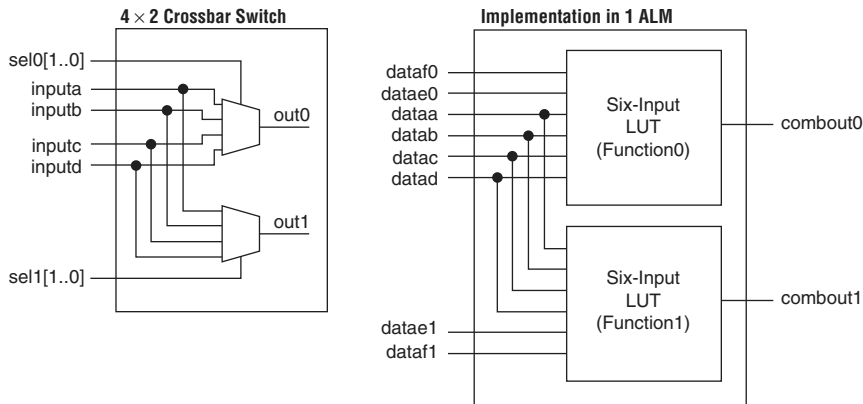 4 × 2 Crossbar Switch
sel0[1..0]
inputa
inputb
inputc
inputd
out0
out1
sel1[1..0]
Implementation in 1 ALM
dataf0
datae0
dataa
datab
datac
datad
Six-Input
LUT
(Function0)
combout0
Six-Input
LUT
(Function1)
combout1
datae1
dataf1